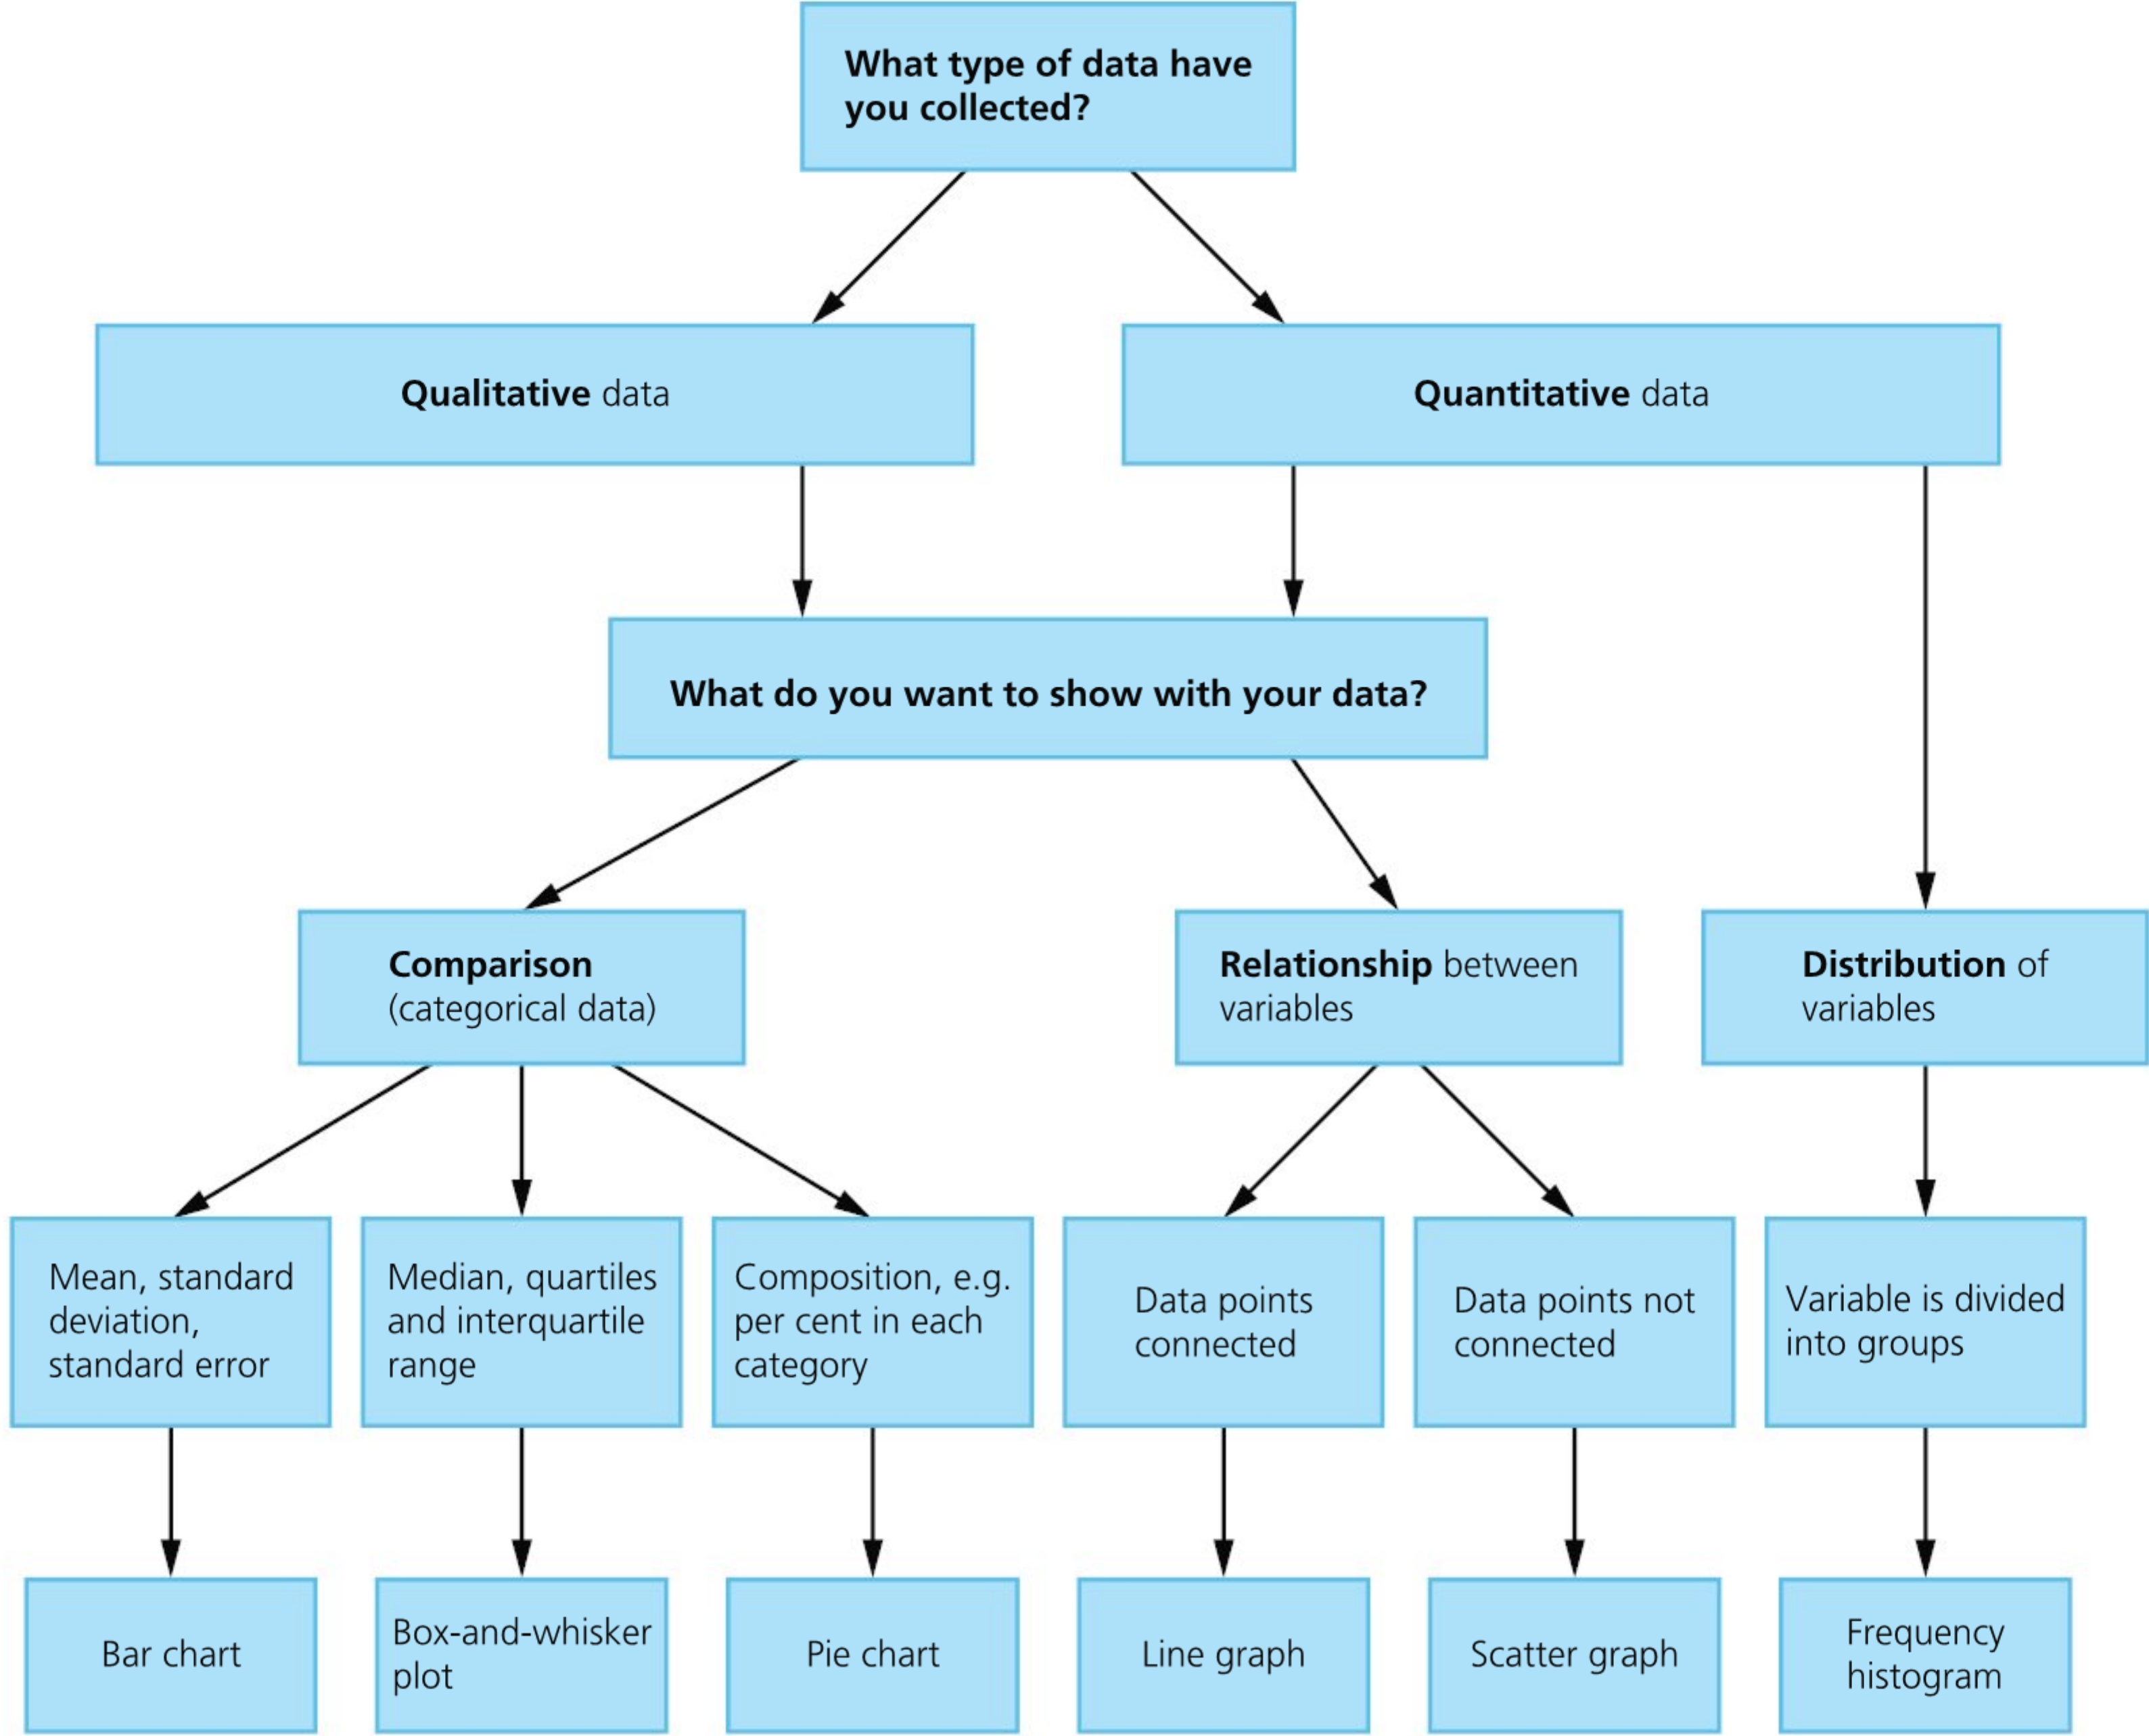 What type of data have
you collected?
Qualitative data
Quantitative data
What do you want to show with your data?
Comparison
(categorical data)
Relationship between
variables
Distribution of
variables
Mean, standard
deviation,
standard error
Median, quartiles
and interquartile
range
Composition, e.g.
per cent in each
category
Data points
connected
Data points not
connected
Variable is divided
into groups
Bar chart
Box-and-whisker
plot
Pie chart
Line graph
Scatter graph
Frequency
histogram